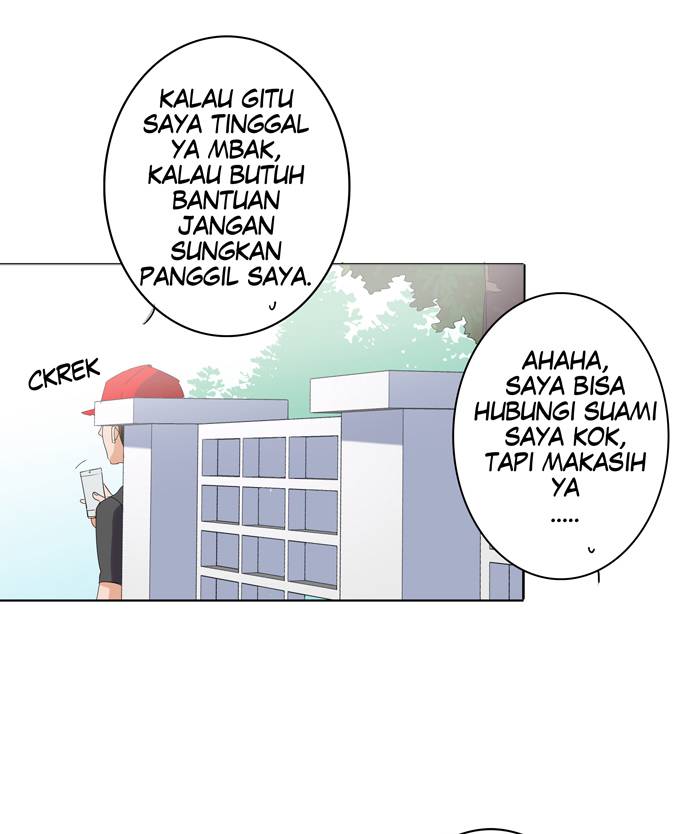 KALAU GITU
SAYA TINGGAL
YA MBAK,
KALAU BUTUH
BANTUAN
JANGAN
SUNGKAN
PANGGIL SAYA.
CKREK
AHAHA,
SAYA BISA
HUBUNGI SUAMI
SAYA KOK,
TAPI MAKASIH
YA
.....